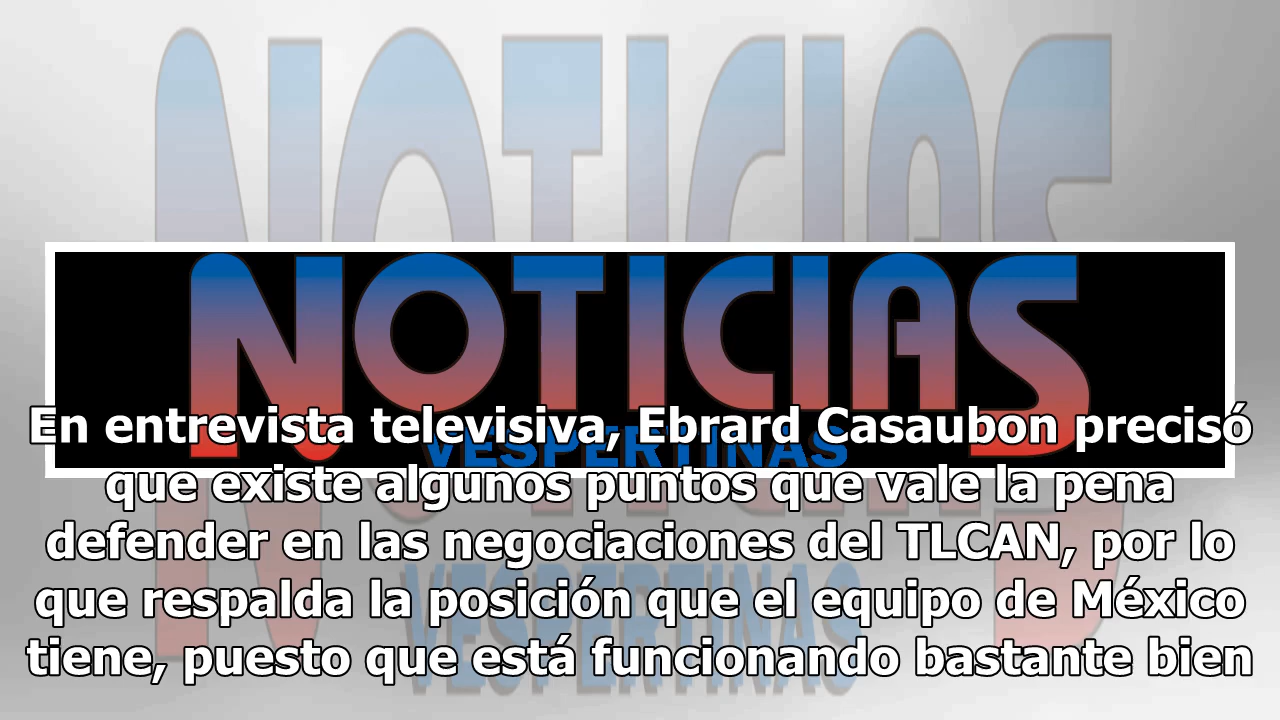 NOTICIAS
NOTICIAS
VESPERTINAS
En entrevista televisiva, Ebrard Casaubon precisó
que existe algunos puntos que vale la pena
defender en las negociaciones del TLCAN, por lo
que respalda la posición que el equipo de México
tiene, puesto que está funcionando bastante bien
VESPERTINAS